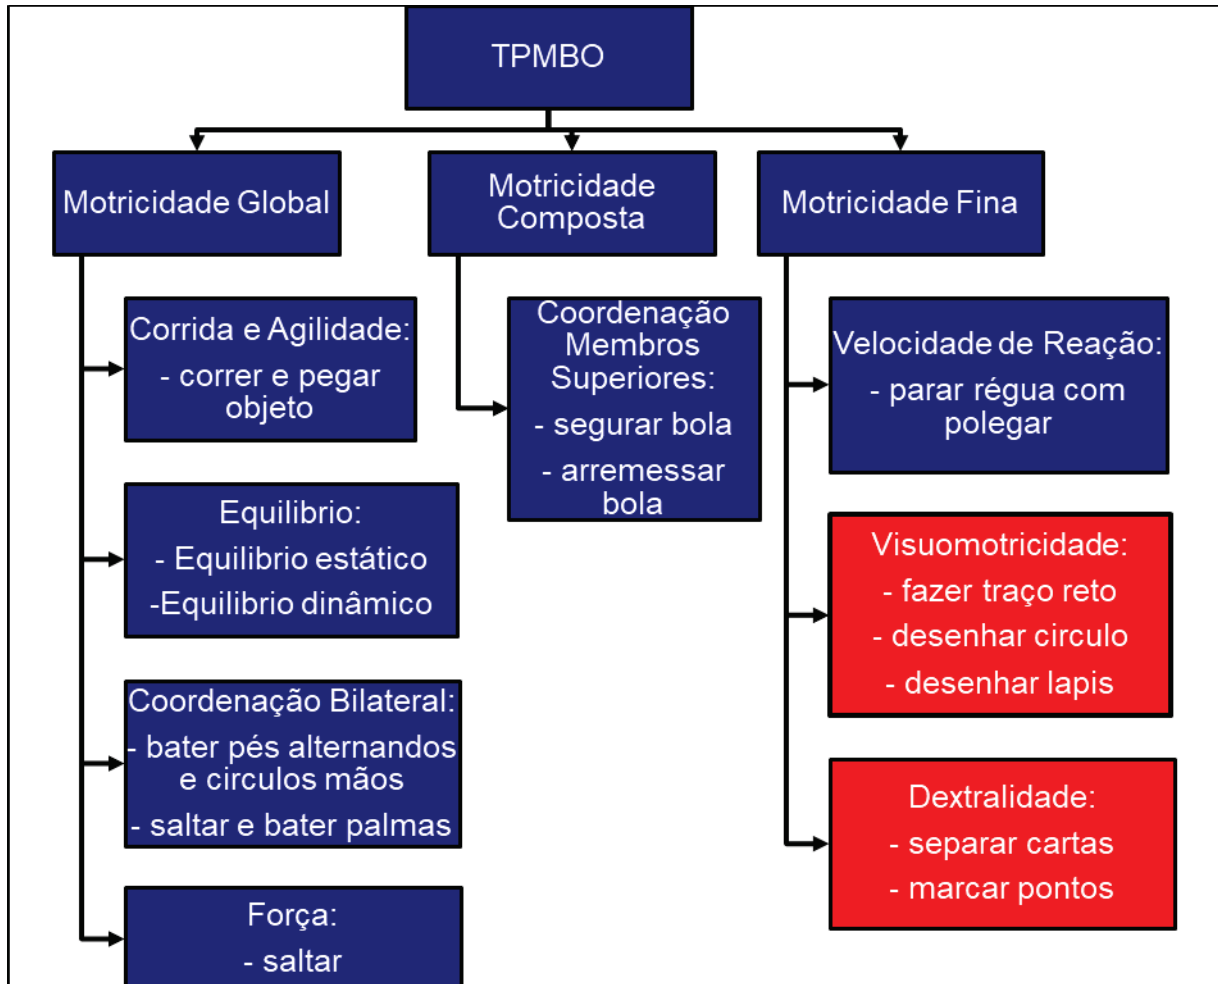 TPMBO
Motricidade Global
Motricidade
Composta
Motricidade Fina
Corrida e Agilidade:
- correr e pegar
objeto
Equilibrio:
- Equilibrio estático
-Equilibrio dinâmico
Coordenação Bilateral:
- bater pés alternandos
e circulos mãos
- saltar e bater palmas
Força:
- saltar
Coordenação
Membros
Superiores:
- segurar bola
- arremessar
bola
Velocidade de Reação:
- parar régua com
polegar
Visuomotricidade:
- fazer traço reto
- desenhar circulo
- desenhar lapis
Dextralidade:
- separar cartas
- marcar pontos